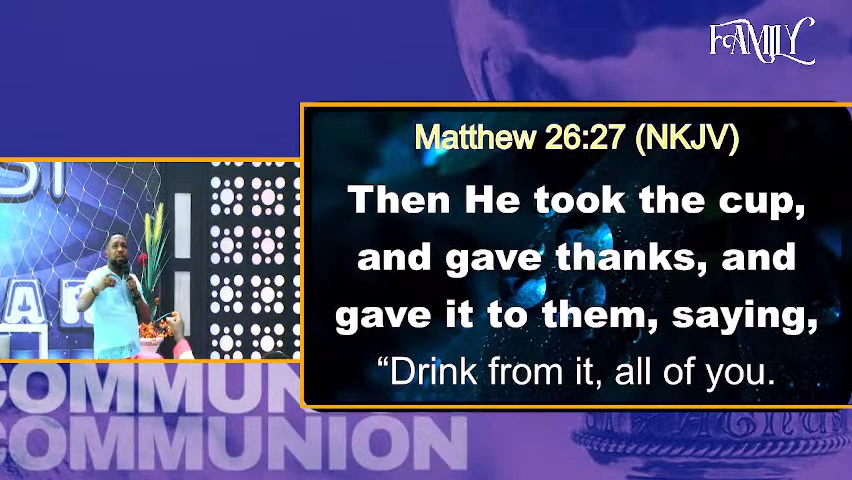 FAMILY
Matthew 26:27 (NKJV)
Then He took the cup,
and gave thanks, and
gave it to them, saying,
“Drink from it, all of you.
COMMUN
COMMUNION